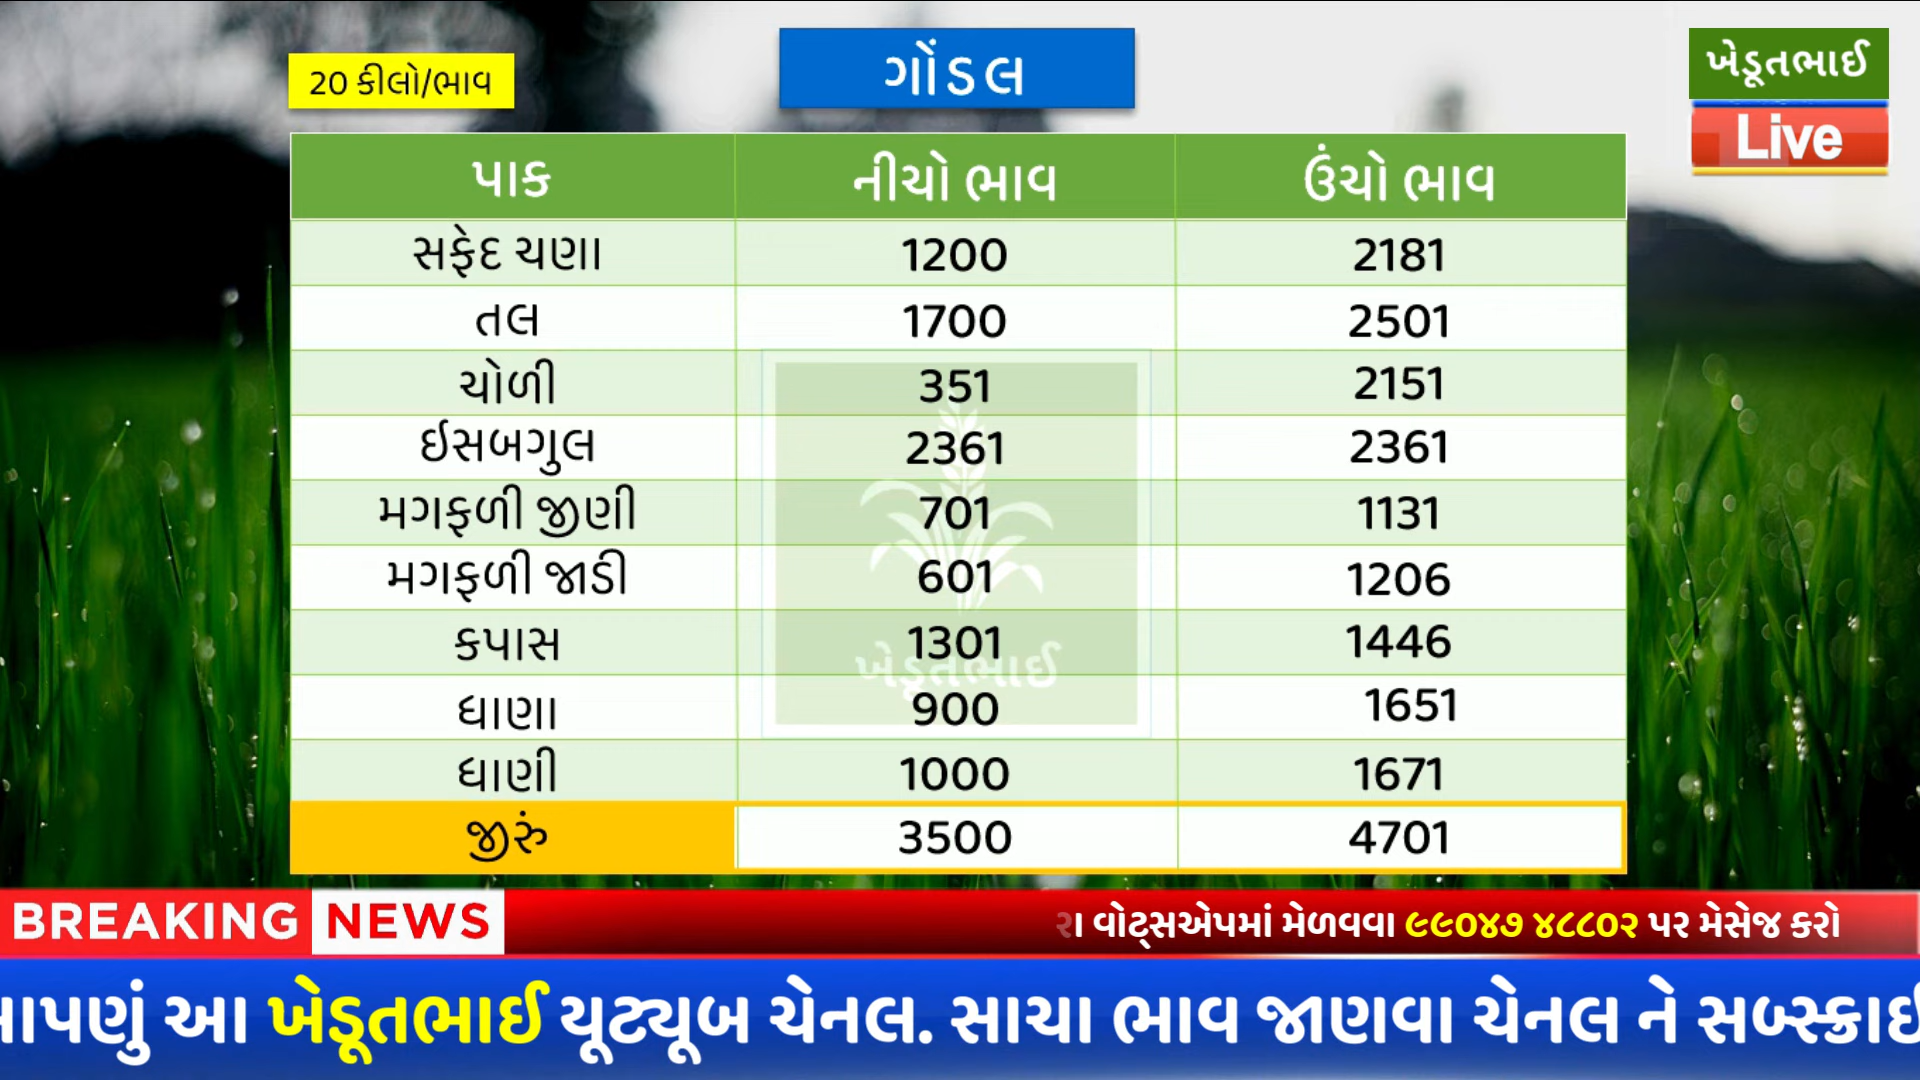 20 કીલો/ભાવ
ગોંડલ
ખેડૂતભાઈ
Live
પાક નીચો ભાવ ઉંચો ભાવ
સફેદ ચણા 1200 2181
તલ 1700 2501
ચોળી 351 2151
ઈસબગુલ 2361 2361
મગફળી જીણી 701 1131
મગફળી જાડી 601 1206
કપાસ 1301 1446
ખેડૂતભાઈ
ધાણા 900 1651
ધાણી 1000 1671
જીરું 3500 4701
BREAKING NEWS વોટ્સએપમાં મેળવવા ૯૯૦૪૭ ૪૮૮૦૨ પર મેસેજ કરો
આ ખેડૂતભાઈ યૂટ્યૂબ ચેનલ. સાચા ભાવ જાણવા ચેનલ ને